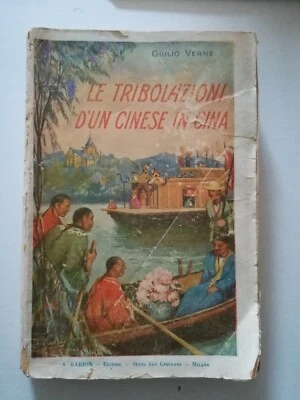 Giulio Verne
LE TRIBOLAZIONI
D'UN CINESE IN CINA
A. BARION - Editore - Sesto San Giovanni - Milano